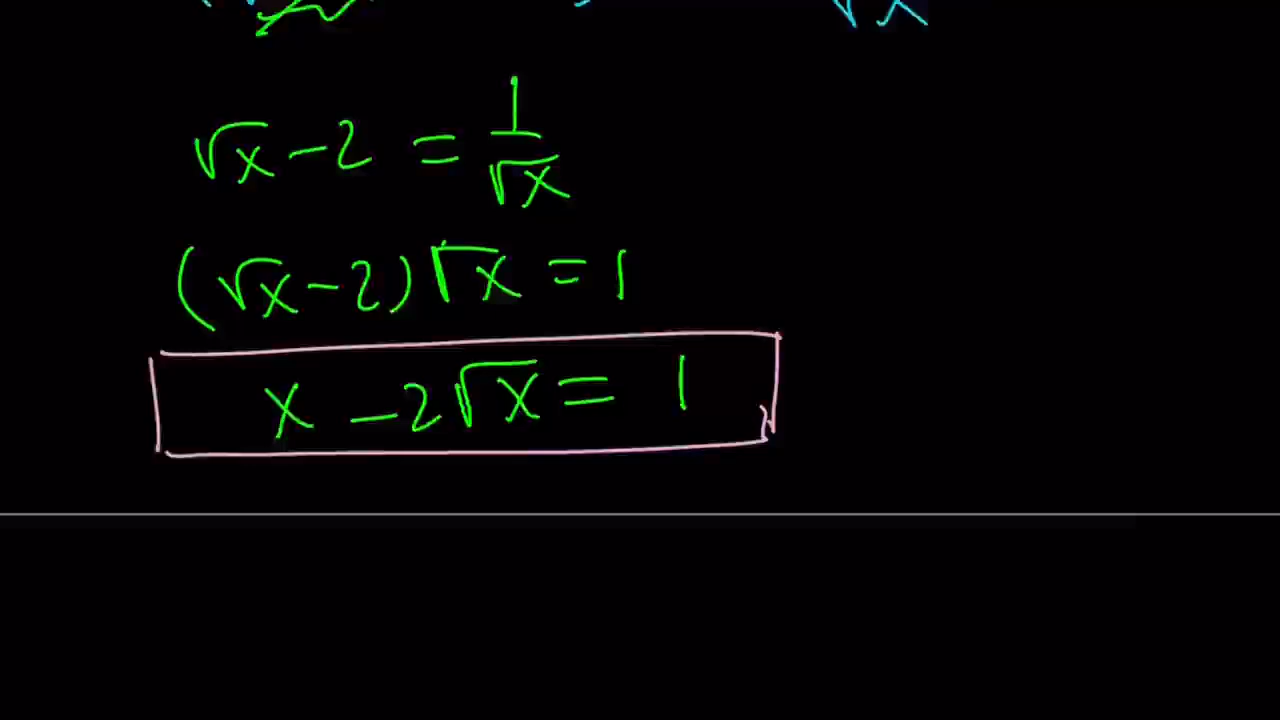 √x
√x - 2 = 1/√x
(√x - 2)√x = 1
x - 2√x = 1